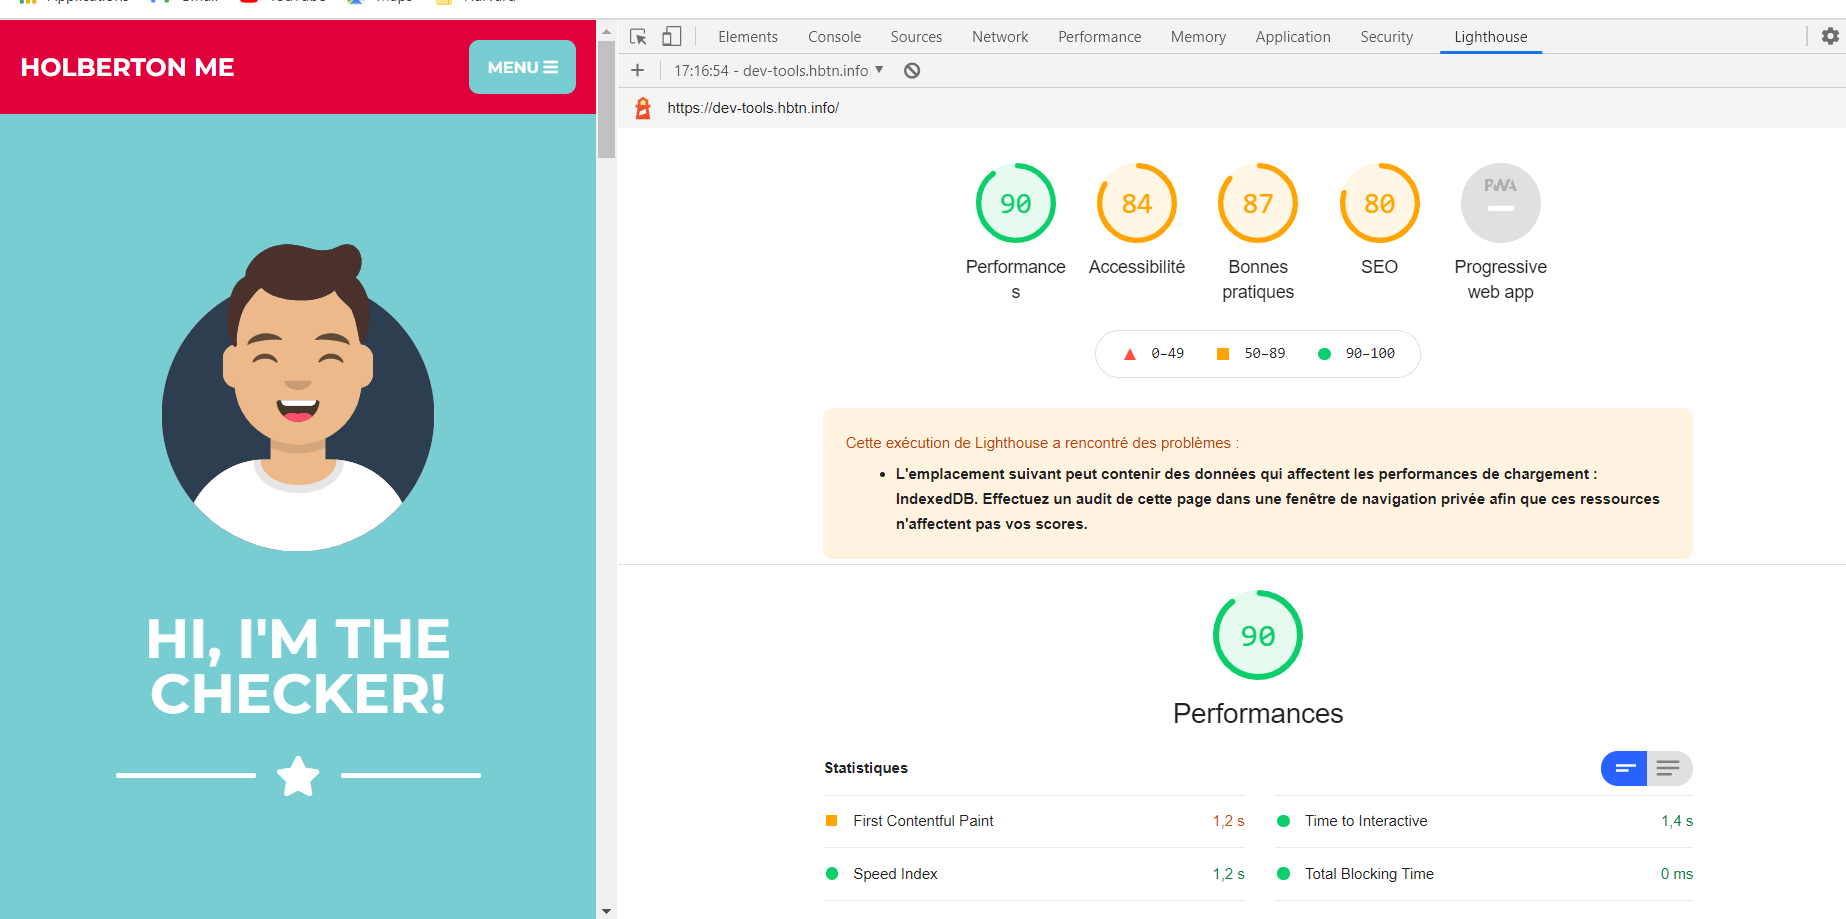 HOLBERTON ME
MENU
HI, I'M THE
CHECKER!
Elements Console Sources Network Performance Memory Application Security Lighthouse
17:16:54 - dev-tools.hbtn.info
https://dev-tools.hbtn.info/
90 84 87 80 PWA
Performance
s
Accessibilité
Bonnes
pratiques
SEO
Progressive
web app
0–49 50–89 90–100
Cette exécution de Lighthouse a rencontré des problèmes :
L'emplacement suivant peut contenir des données qui affectent les performances de chargement :
IndexedDB. Effectuez un audit de cette page dans une fenêtre de navigation privée afin que ces ressources
n'affectent pas vos scores.
90
Performances
Statistiques
First Contentful Paint 1,2 s
Time to Interactive 1,4 s
Speed Index 1,2 s
Total Blocking Time 0 ms